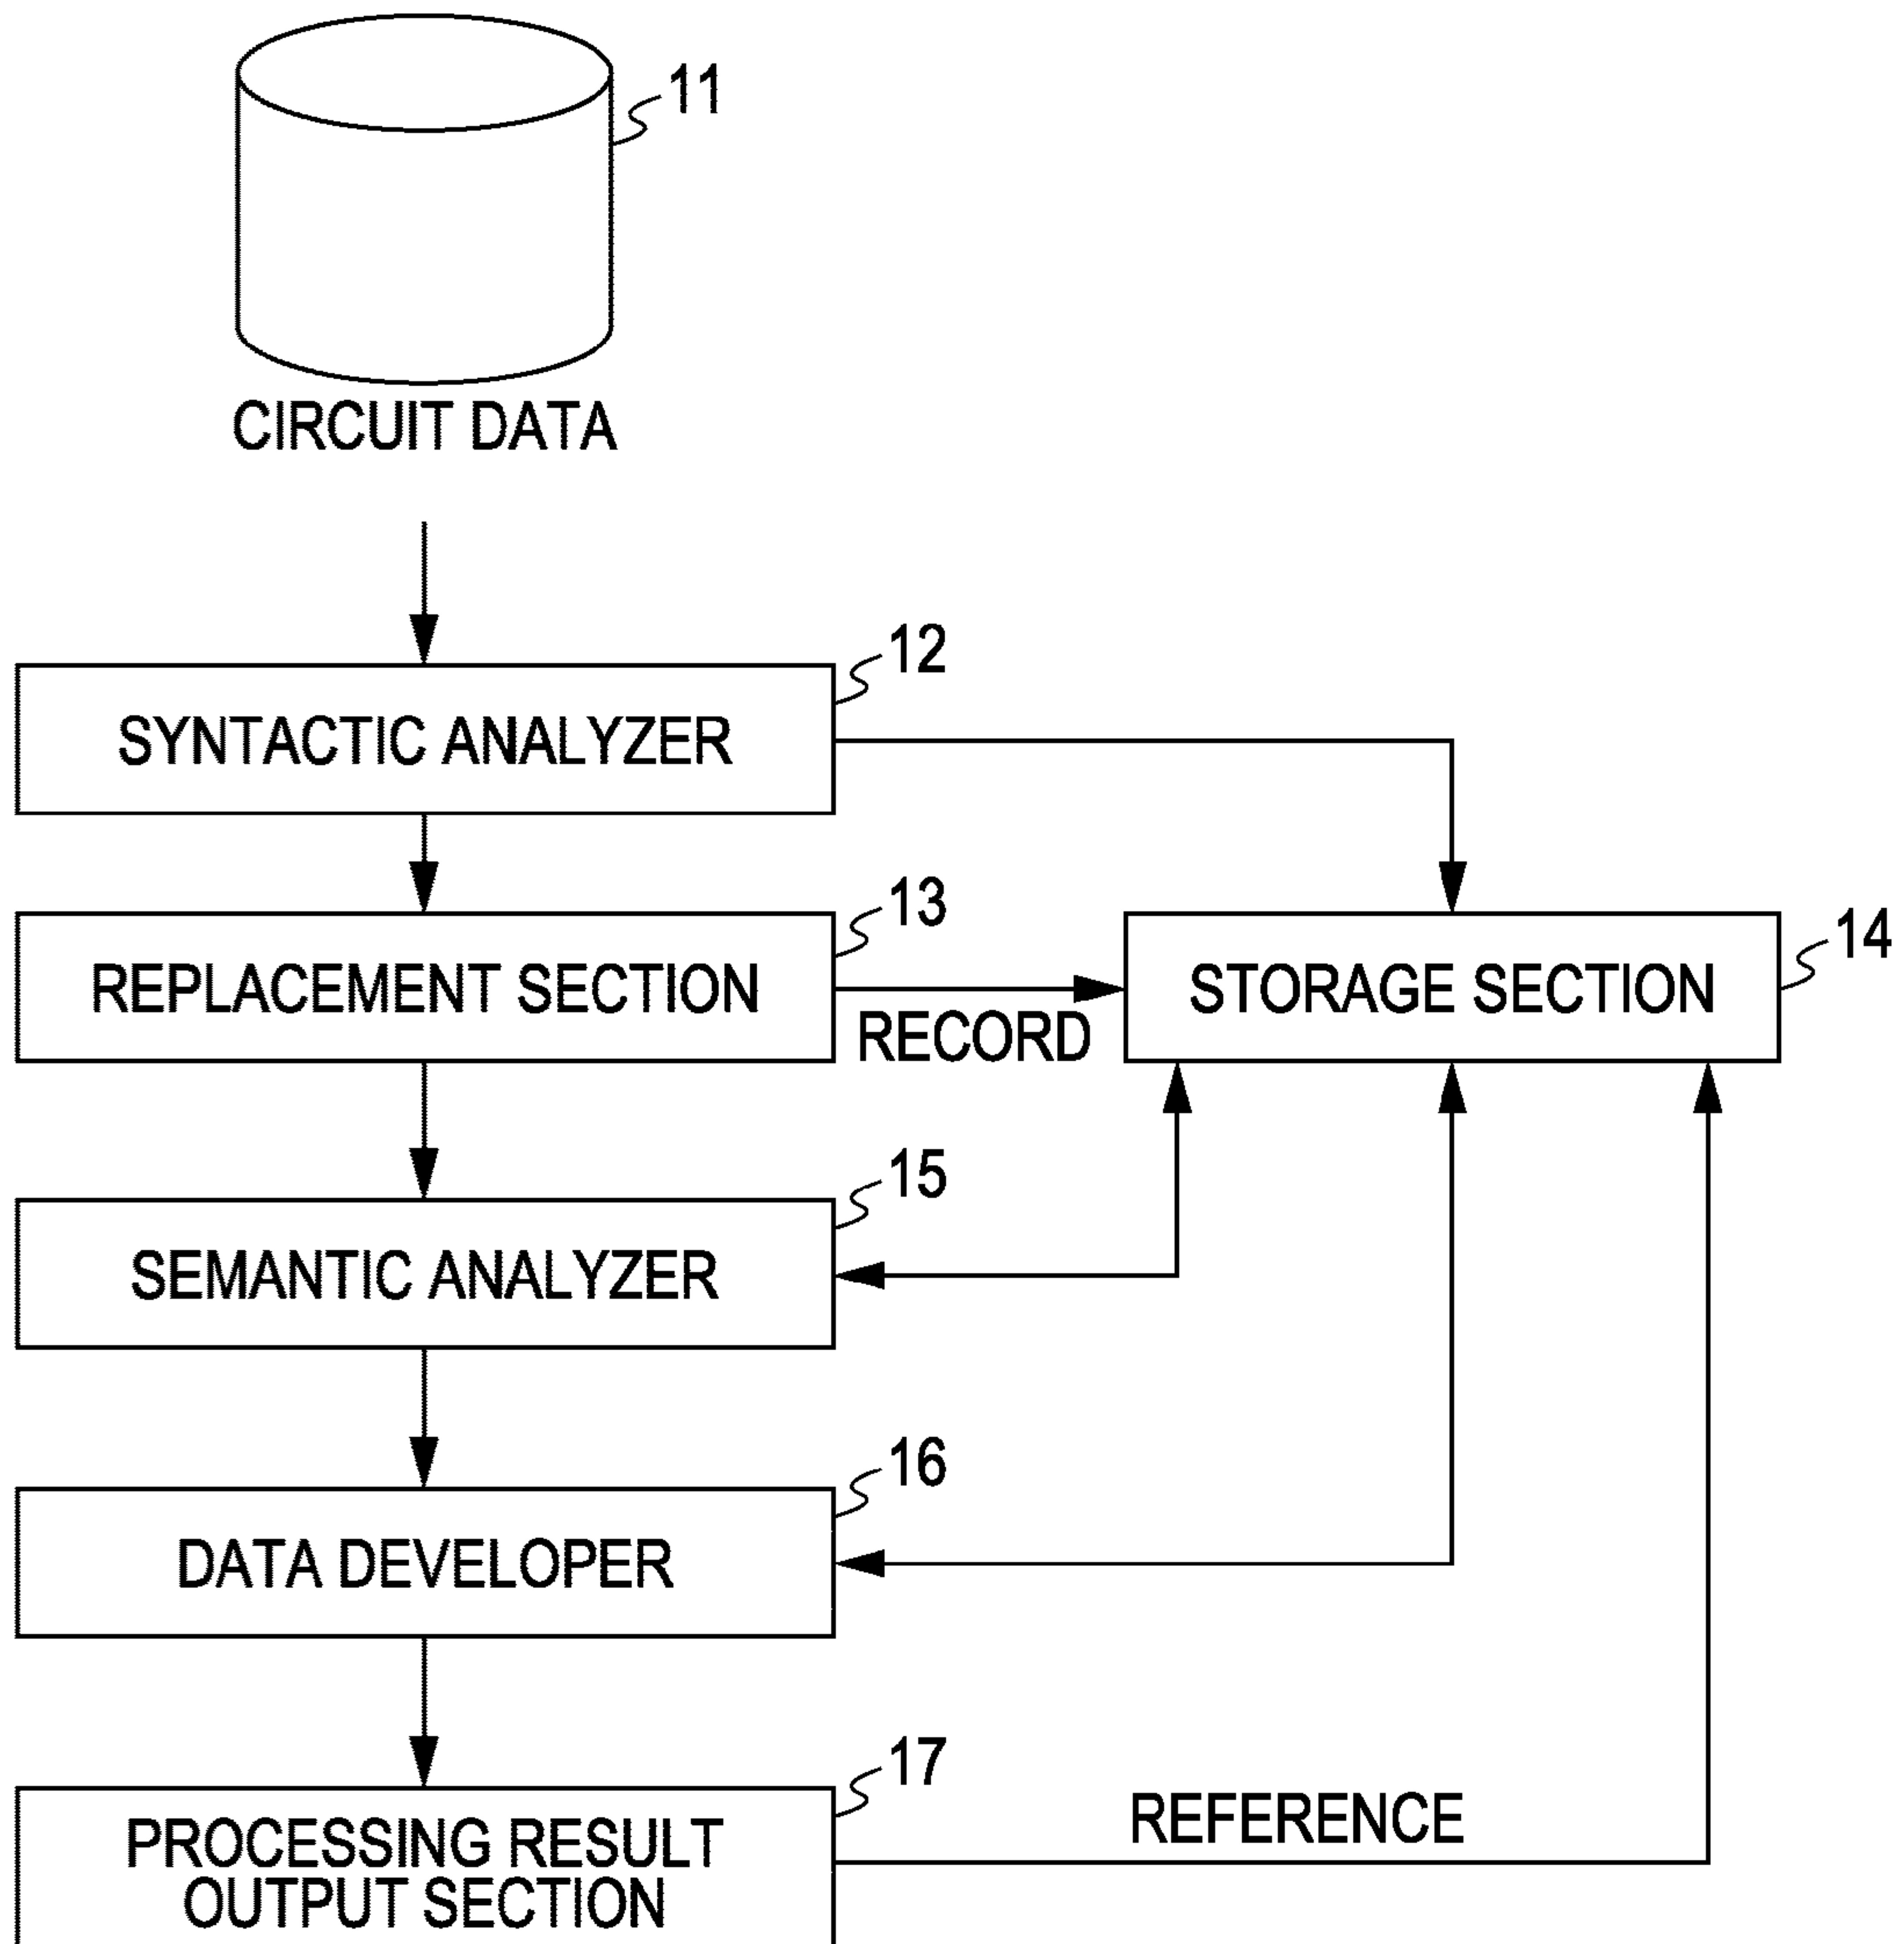 11
CIRCUIT DATA
12
SYNTACTIC ANALYZER
13
REPLACEMENT SECTION
RECORD
STORAGE SECTION
14
15
SEMANTIC ANALYZER
16
DATA DEVELOPER
17
PROCESSING RESULT
OUTPUT SECTION
REFERENCE